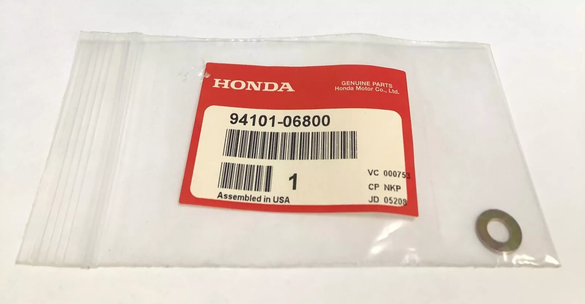 HONDA
GENUINE PARTS
Honda Motor Co., Ltd.
94101-06800
1
VC 000753
CP NKP
JD 05208
Assembled in USA